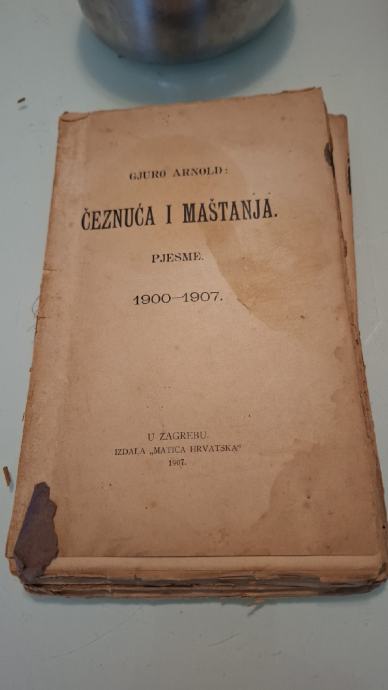 GJURO ARNOLD:
ČEZNUĆA I MAŠTANJA.
PJESME.
1900—1907.
U ZAGREBU.
IZDALA „MATICA HRVATSKA“
1907.